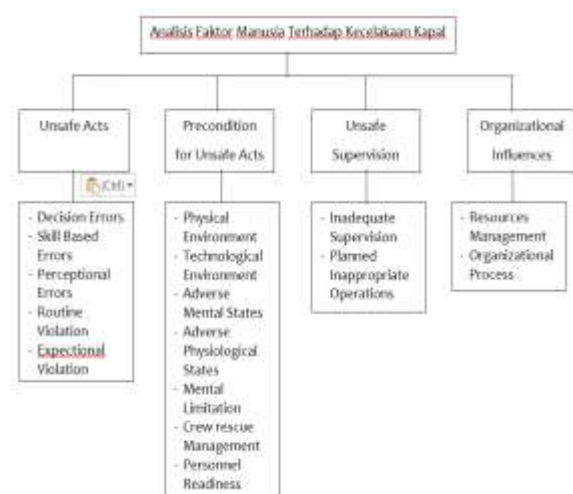 Analisis Faktor Manusia Terhadap Kecelakaan Kapal
Unsafe Acts
Precondition
for Unsafe Acts
Unsafe
Supervision
Organizational
Influences
(Ctrl)
- Decision Errors
- Skill Based
Errors
- Perceptional
Errors
- Routine
Violation
- Expectional
Violation
- Physical
Environment
- Technological
Environment
- Adverse
Mental States
- Adverse
Physiological
States
- Mental
Limitation
- Crew rescue
Management
- Personnel
Readiness
- Inadequate
Supervision
- Planned
Inappropriate
Operations
- Resources
Management
- Organizational
Process